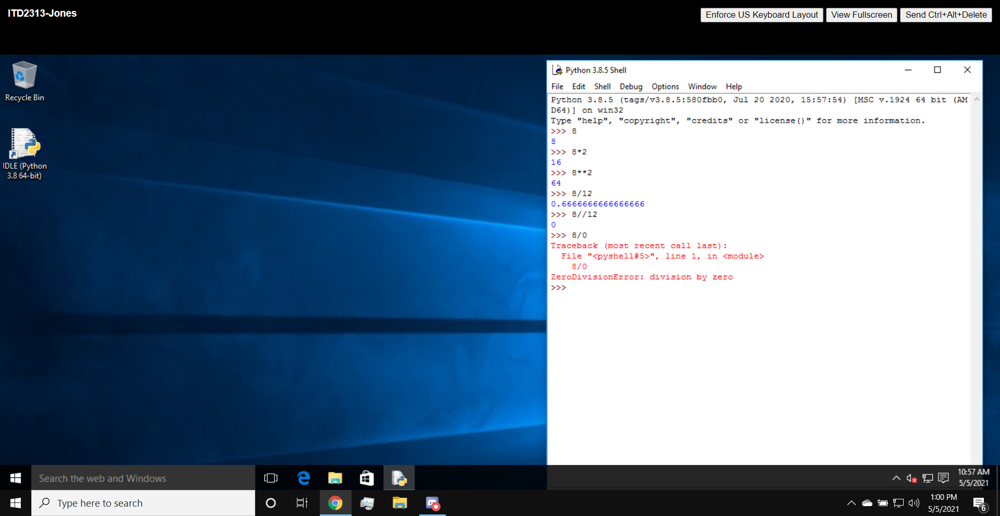 ITD2313-Jones
Enforce US Keyboard Layout
View Fullscreen
Send Ctrl+Alt+Delete
Recycle Bin
IDLE (Python
3.8 64-bit)
Python 3.8.5 Shell
File Edit Shell Debug Options Window Help
Python 3.8.5 (tags/v3.8.5:580fbb0, Jul 20 2020, 15:57:54) [MSC v.1924 64 bit (AM
D64)] on win32
Type "help", "copyright", "credits" or "license()" for more information.
>>> 8
8
>>> 8*2
16
>>> 8**2
64
>>> 8/12
0.6666666666666666
>>> 8//12
0
>>> 8/0
Traceback (most recent call last):
  File "<pyshell#5>", line 1, in <module>
    8/0
ZeroDivisionError: division by zero
>>>
Search the web and Windows
10:57 AM
5/5/2021
Type here to search
1:00 PM
5/5/2021
6